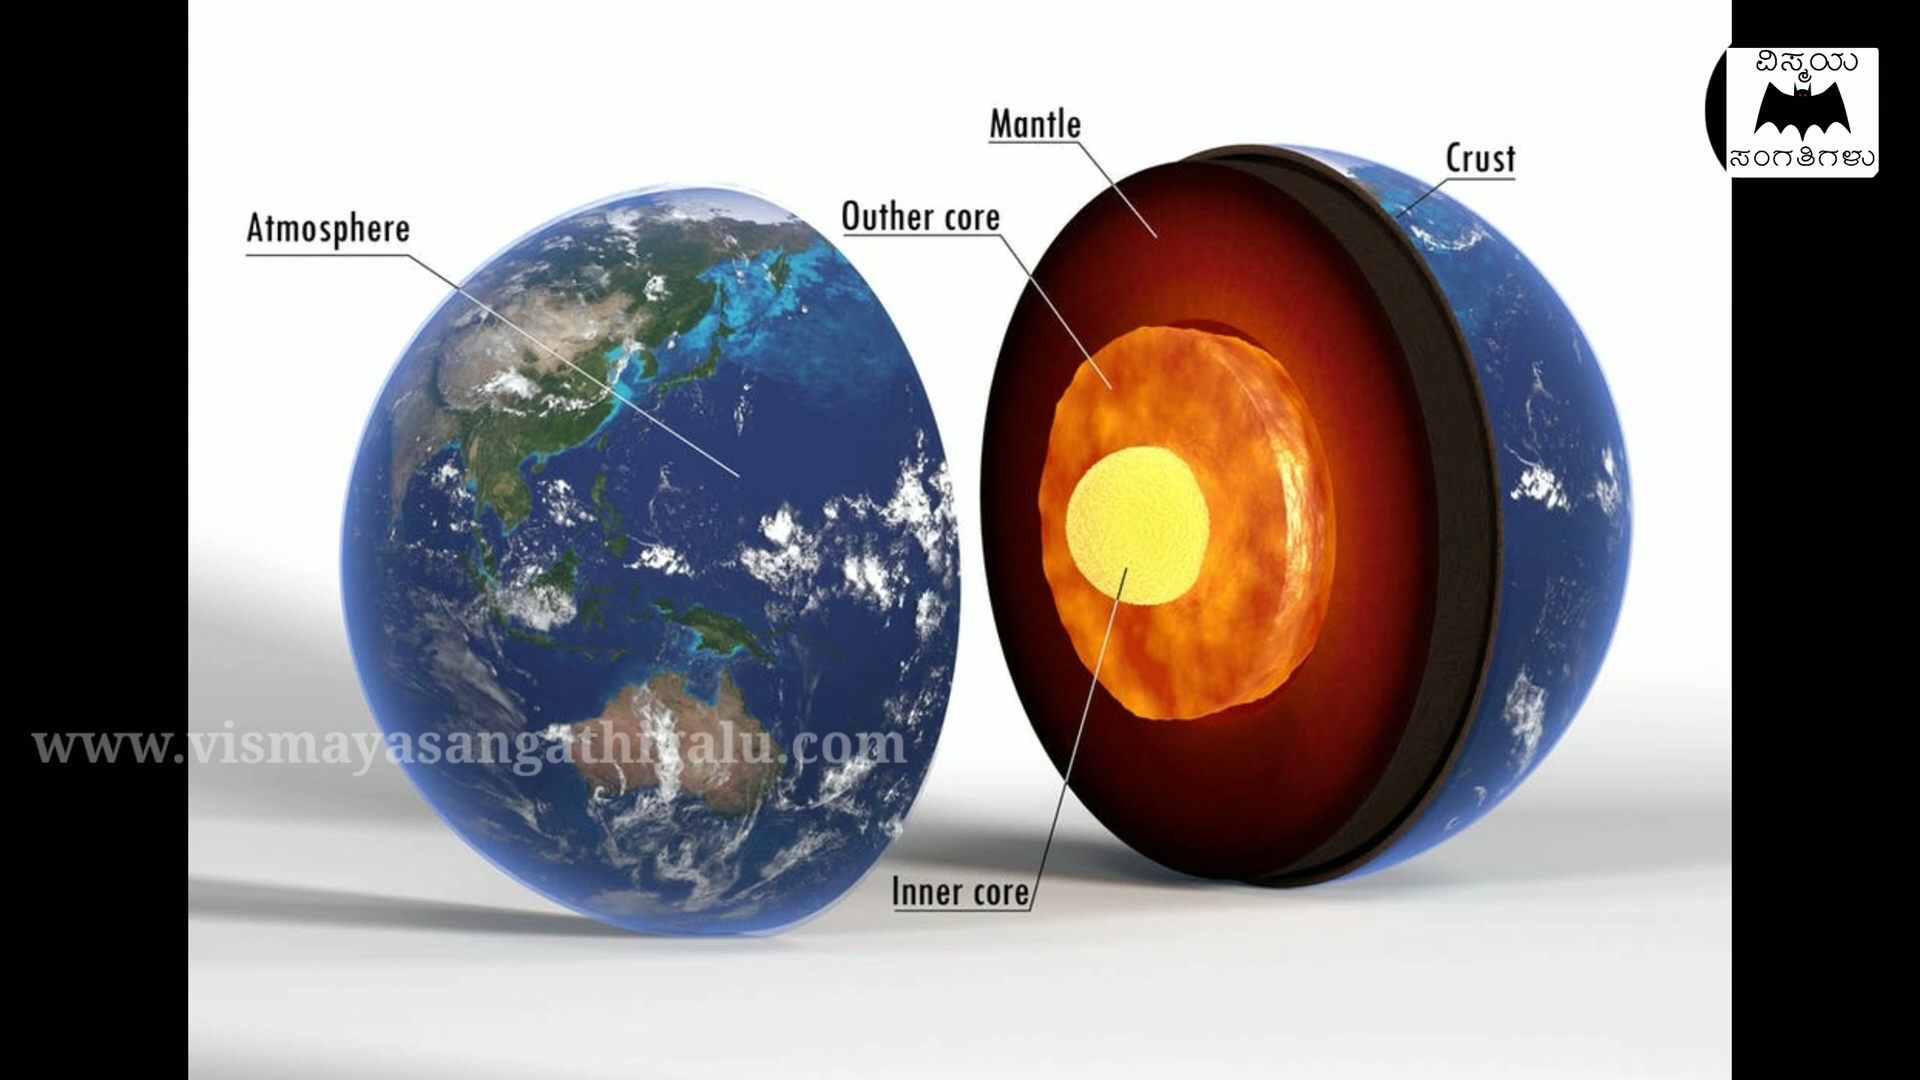 ವಿಸ್ಮಯ
ಸಂಗತಿಗಳು
Mantle
Crust
Outher core
Atmosphere
www.vismayasangathigalu.com
Inner core